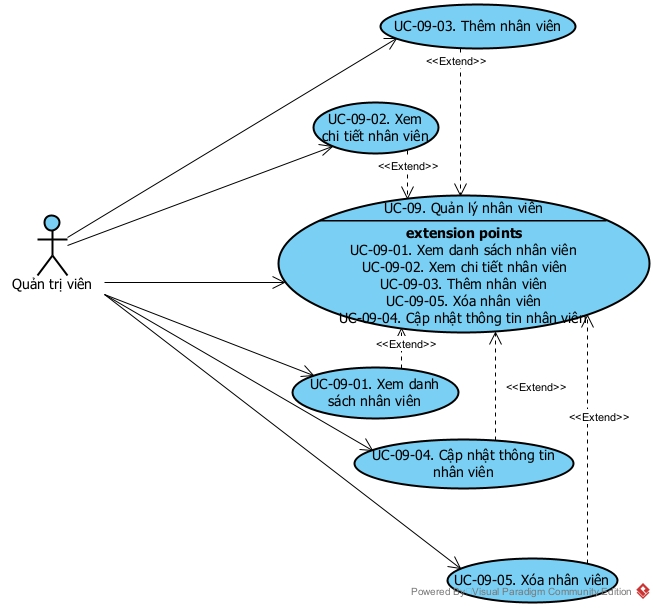 UC-09-03. Thêm nhân viên
<<Extend>>
UC-09-02. Xem
chi tiết nhân viên
<<Extend>>
UC-09. Quản lý nhân viên
extension points
UC-09-01. Xem danh sách nhân viên
UC-09-02. Xem chi tiết nhân viên
UC-09-03. Thêm nhân viên
UC-09-05. Xóa nhân viên
UC-09-04. Cập nhật thông tin nhân viên
Quản trị viên
<<Extend>>
UC-09-01. Xem danh
sách nhân viên
<<Extend>>
<<Extend>>
UC-09-04. Cập nhật thông tin
nhân viên
UC-09-05. Xóa nhân viên
Powered By Visual Paradigm Community Edition